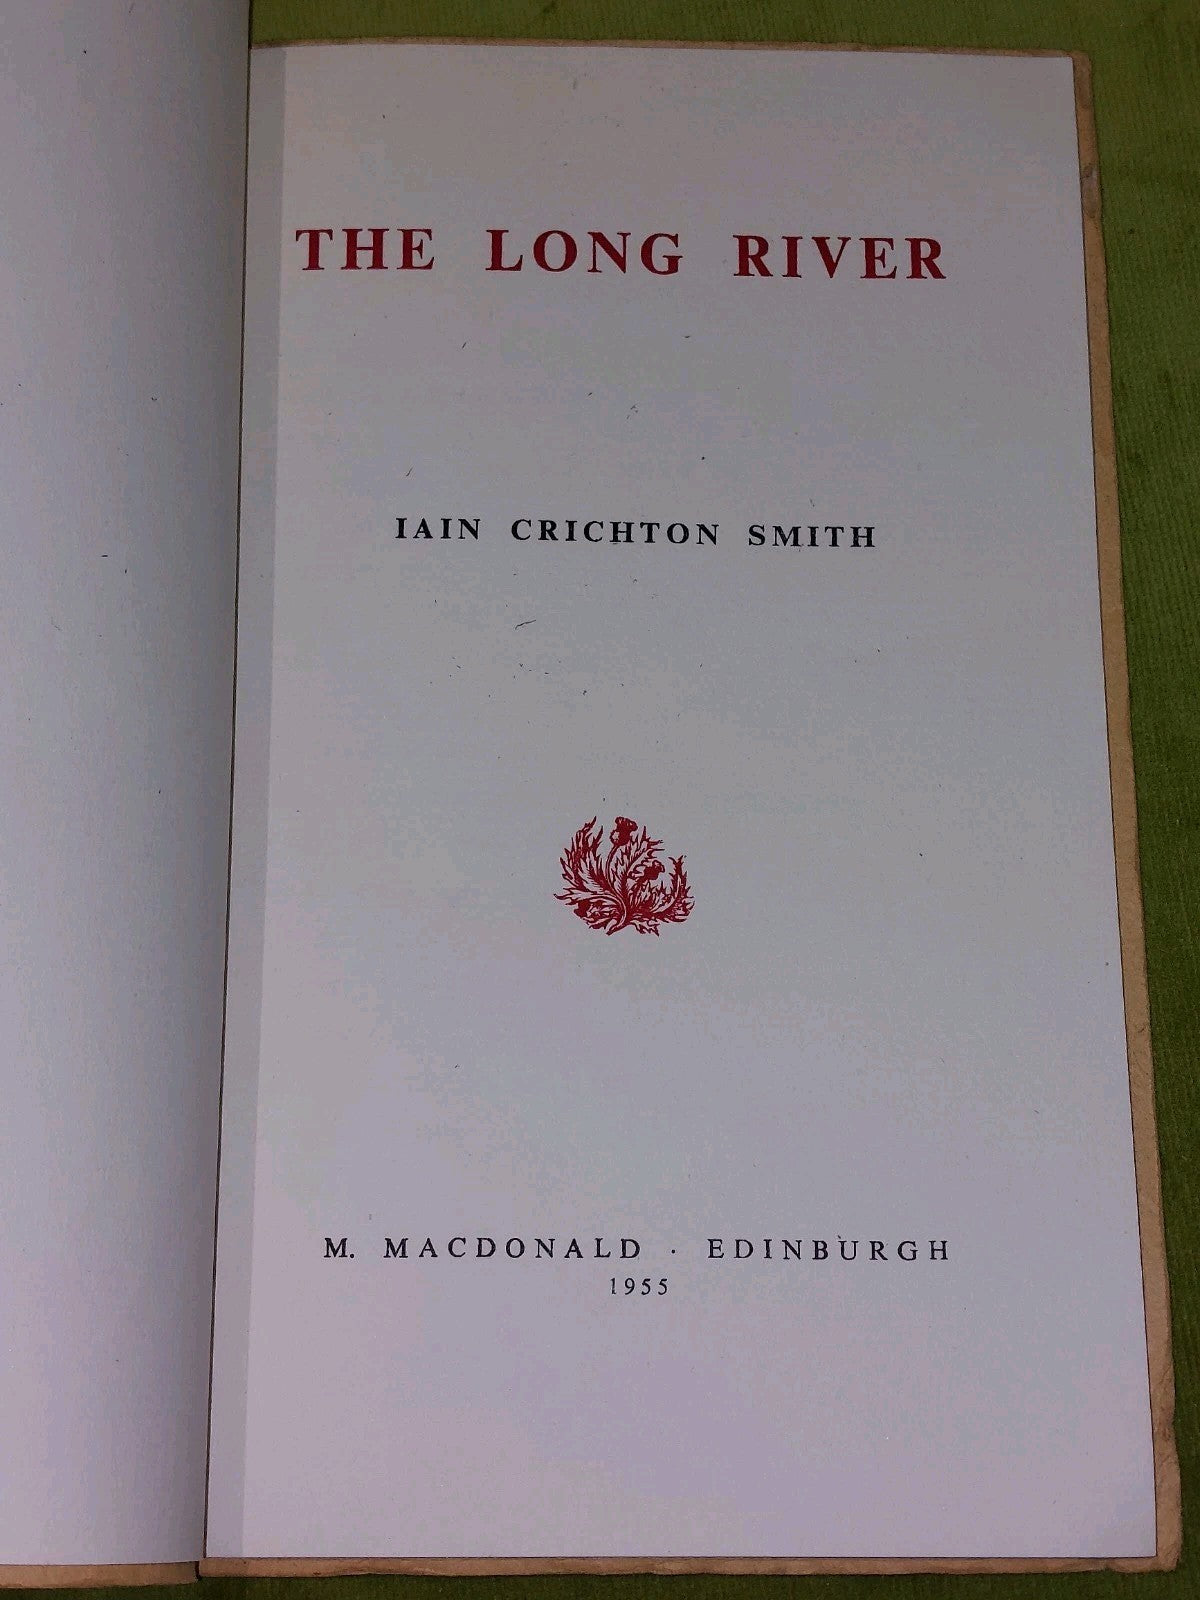 THE LONG RIVER
IAIN CRICHTON SMITH
M. MACDONALD · EDINBURGH
1955